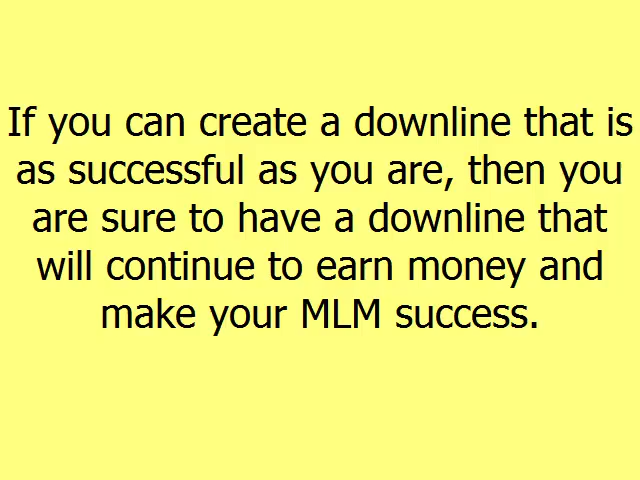 If you can create a downline that is
as successful as you are, then you
are sure to have a downline that
will continue to earn money and
make your MLM success.